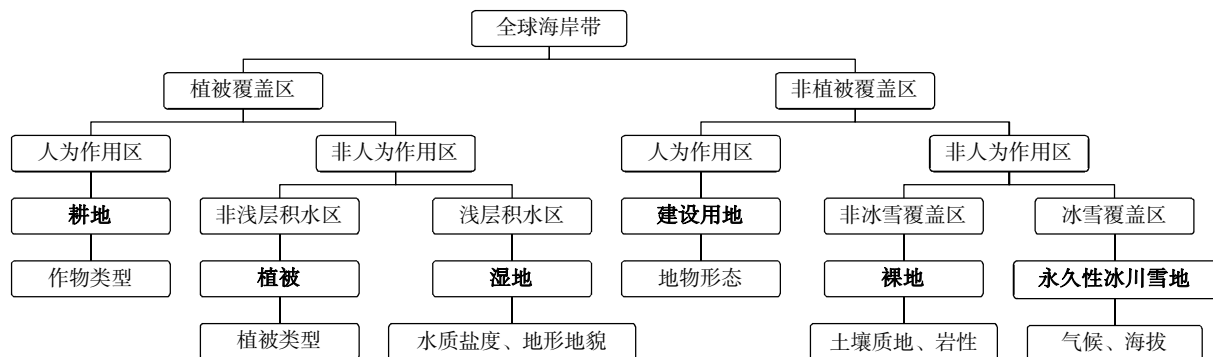 全球海岸带
植被覆盖区 非植被覆盖区
人为作用区 非人为作用区 人为作用区 非人为作用区
耕地 非浅层积水区 浅层积水区 建设用地 非冰雪覆盖区 冰雪覆盖区
作物类型 植被 湿地 地物形态 裸地 永久性冰川雪地
植被类型 水质盐度、地形地貌 土壤质地、岩性 气候、海拔